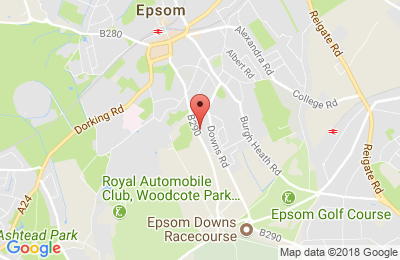 Epsom
B280
Reigate Rd
Alexandra Rd
Albert Rd
College Rd
Dorking Rd
B290
Downs Rd
Burgh Heath Rd
Reigate Rd
A24
Royal Automobile
Club, Woodcote Park...
Epsom Golf Course
Epsom Downs
Racecourse
B290
Ashtead Park
Google
Map data ©2018 Google